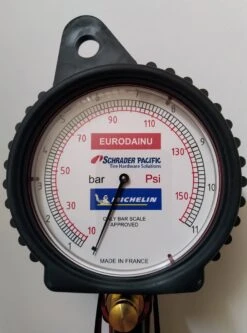 90
110
70
130
50
150
30
10
1
2
3
4
5
6
7
8
9
10
11
EURODAINU
SCHRADER PACIFIC
Tire Hardware Solutions
bar Psi
MICHELIN
ONLY BAR SCALE
APPROVED
MADE IN FRANCE